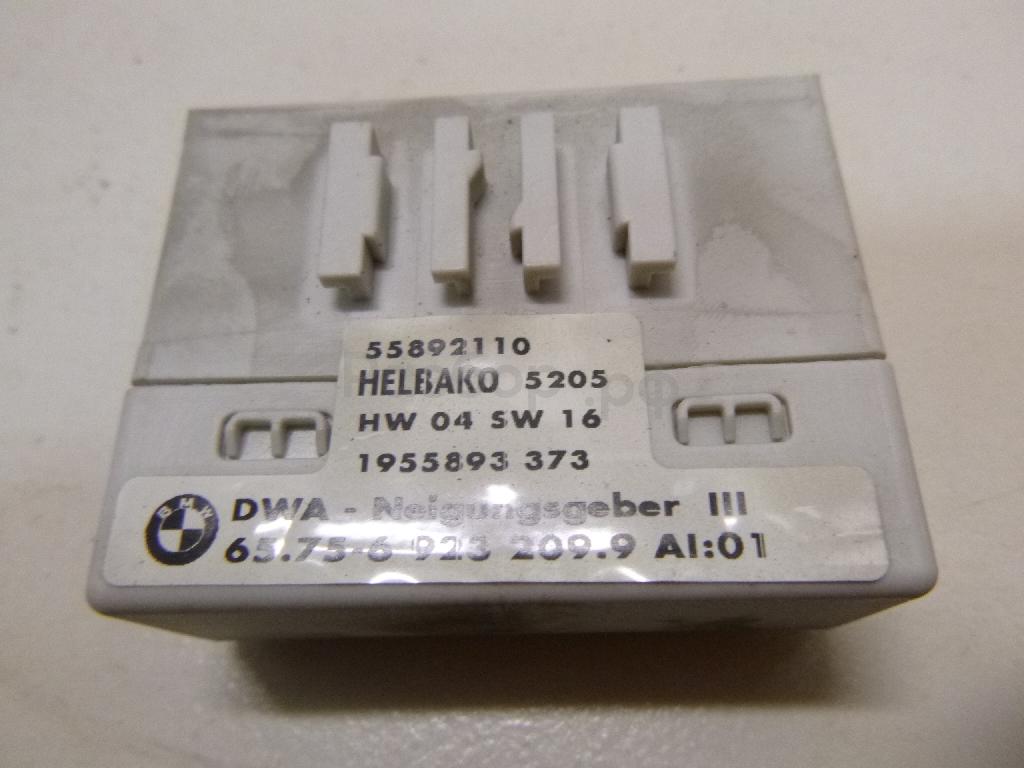 55892110
HELBAKO 5205
HW 04 SW 16
1955893 373
BMW
DWA - Neigungsgeber III
65.75-6 923 209.9 AI:01